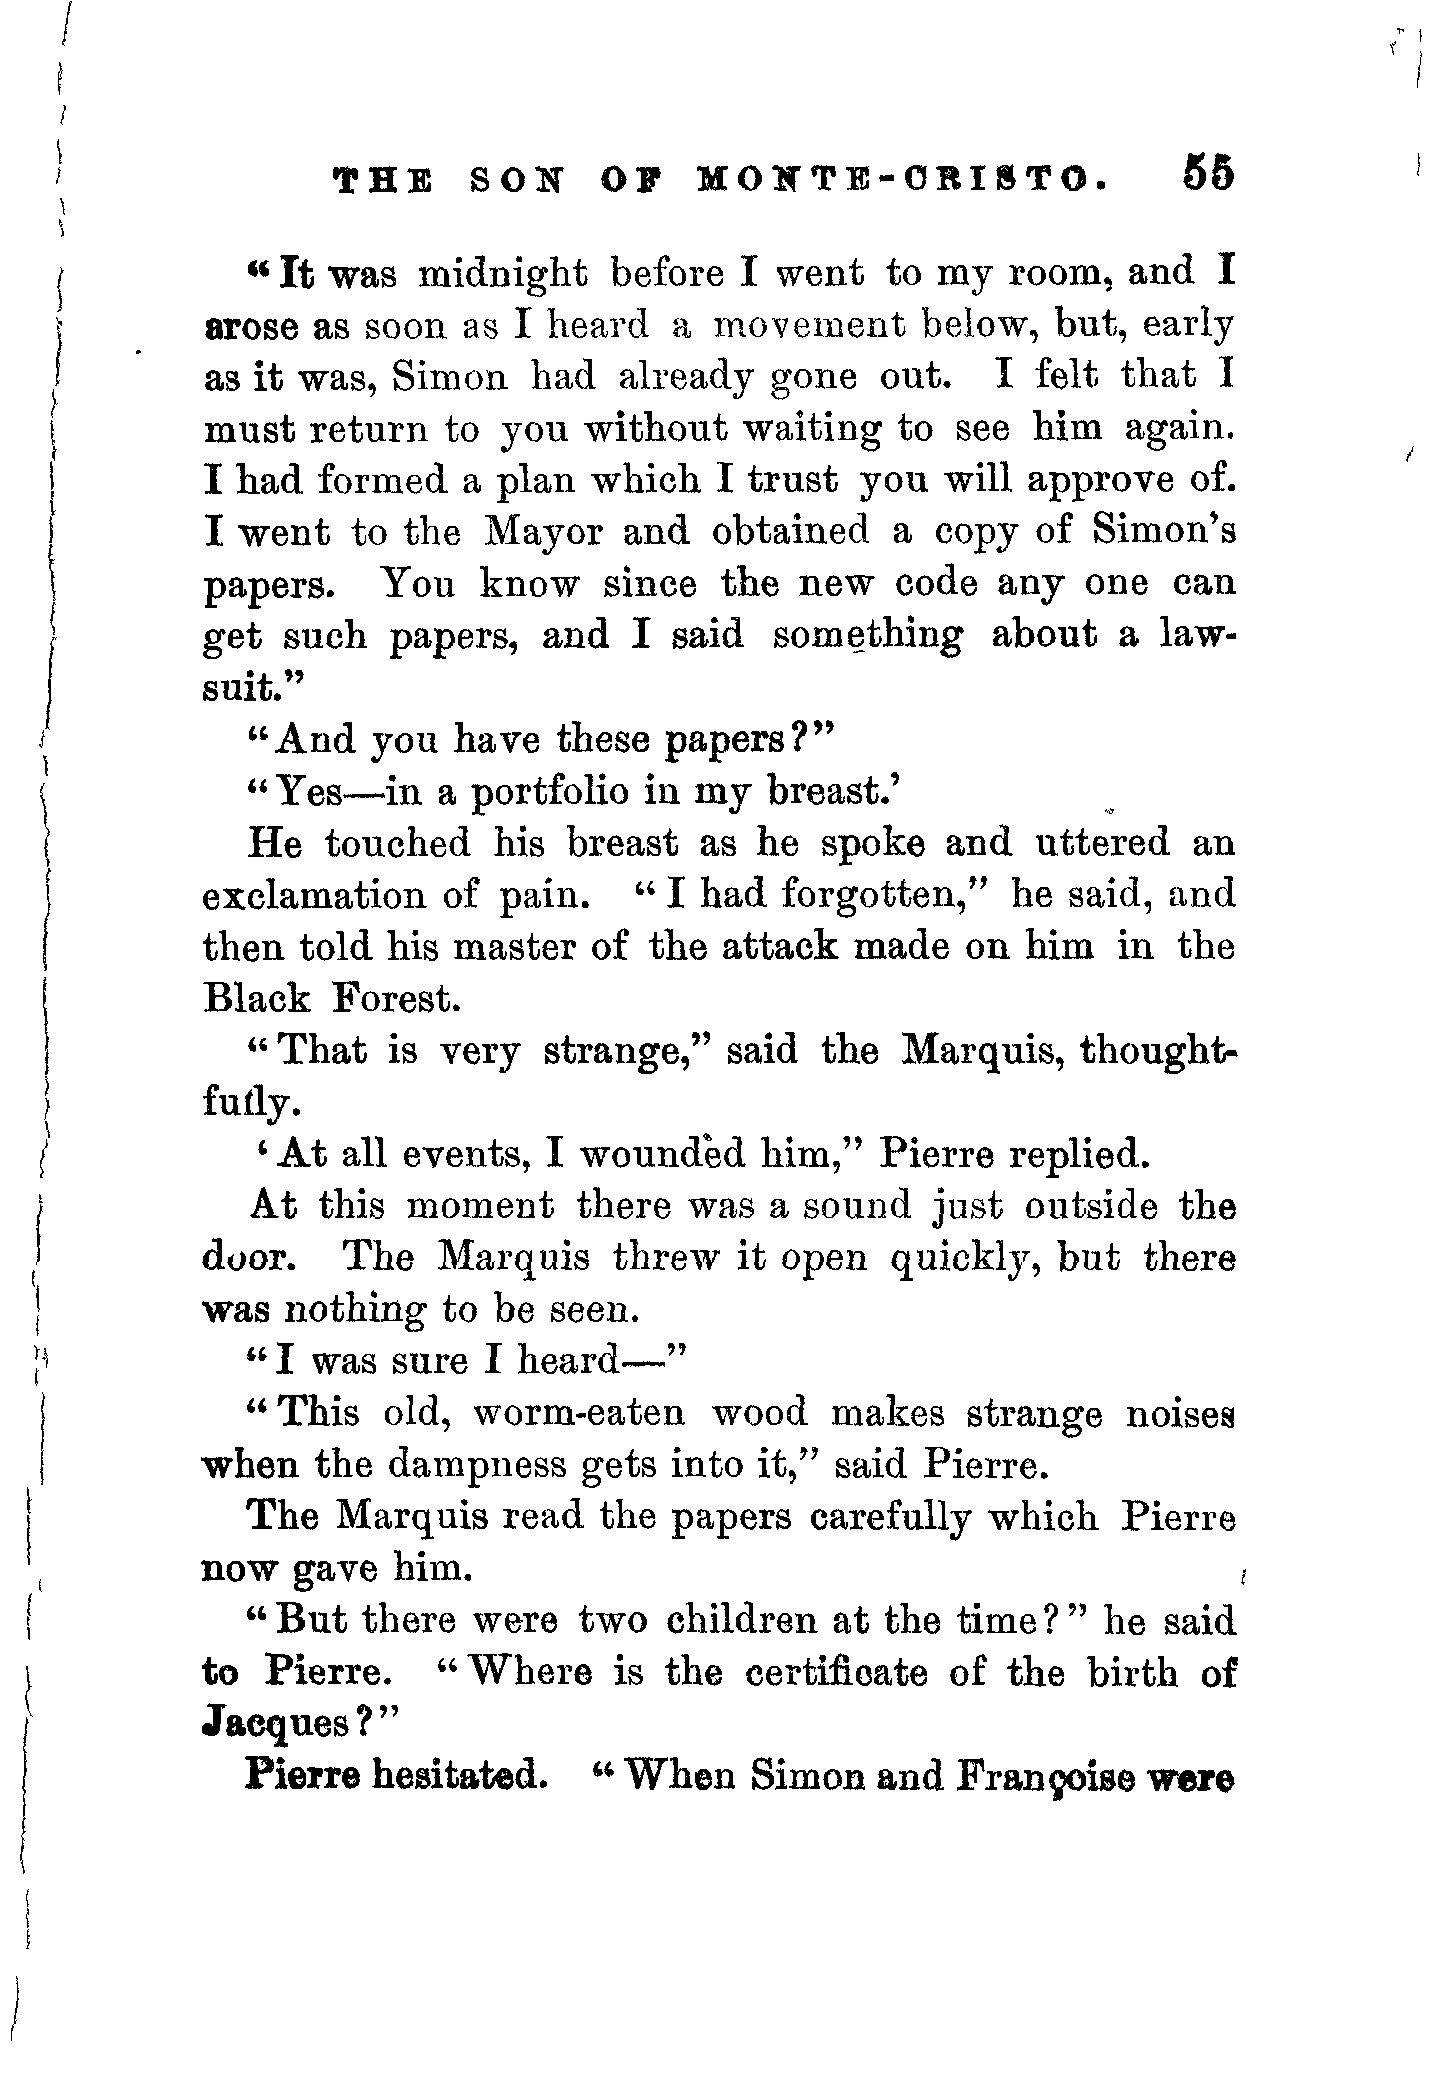 THE SON OF MONTE-CRISTO. 55
“It was midnight before I went to my room, and I
arose as soon as I heard a movement below, but, early
as it was, Simon had already gone out. I felt that I
must return to you without waiting to see him again.
I had formed a plan which I trust you will approve of.
I went to the Mayor and obtained a copy of Simon’s
papers. You know since the new code any one can
get such papers, and I said something about a law-
suit.”
“And you have these papers?”
“Yes—in a portfolio in my breast.’
He touched his breast as he spoke and uttered an
exclamation of pain. “I had forgotten,” he said, and
then told his master of the attack made on him in the
Black Forest.
“That is very strange,” said the Marquis, thought-
fully.
‘At all events, I wounded him,” Pierre replied.
At this moment there was a sound just outside the
door. The Marquis threw it open quickly, but there
was nothing to be seen.
“I was sure I heard—”
“This old, worm-eaten wood makes strange noises
when the dampness gets into it,” said Pierre.
The Marquis read the papers carefully which Pierre
now gave him.
“But there were two children at the time?” he said
to Pierre. “Where is the certificate of the birth of
Jacques?”
Pierre hesitated. “When Simon and Françoise were